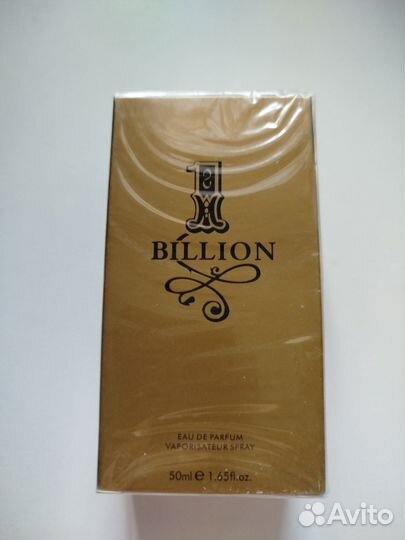 1
BILLION
EAU DE PARFUM
VAPORISATEUR SPRAY
50ml e 1.65fl.oz.
Avito